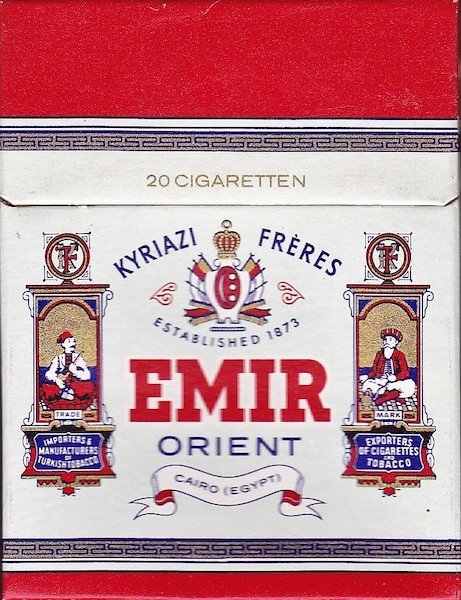 20 CIGARETTEN
KYRIAZI FRÈRES
ESTABLISHED 1873
EMIR
ORIENT
CAIRO (EGYPT)
TRADE
IMPORTERS &
MANUFACTURERS
OF
TURKISH TOBACCO
MARK
EXPORTERS
OF CIGARETTES
AND
TOBACCO